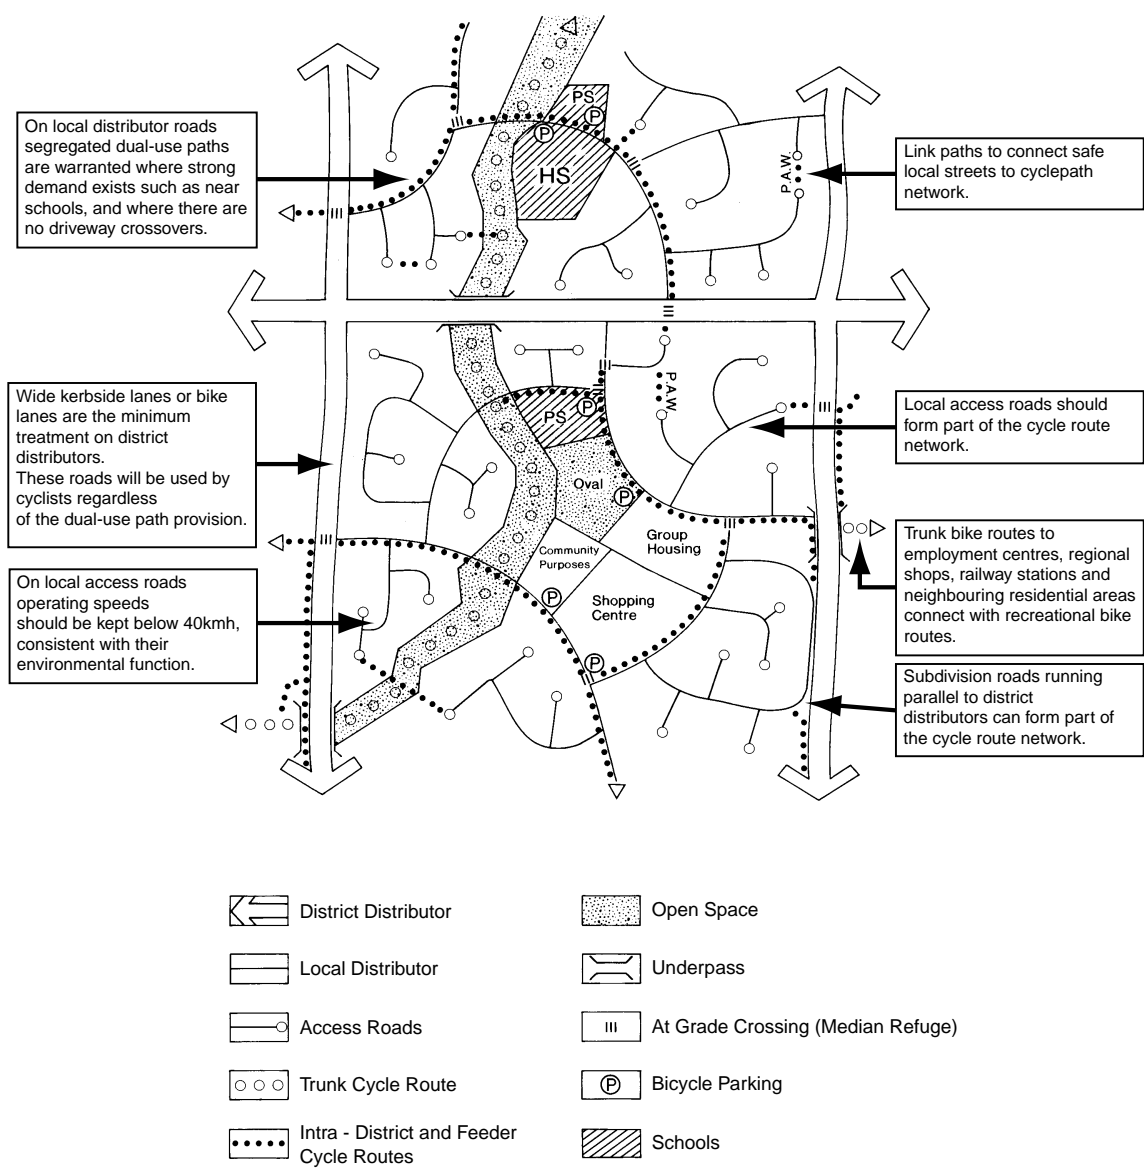 On local distributor roads
segregated dual-use paths
are warranted where strong
demand exists such as near
schools, and where there are
no driveway crossovers.
Wide kerbside lanes or bike
lanes are the minimum
treatment on district
distributors.
These roads will be used by
cyclists regardless
of the dual-use path provision.
On local access roads
operating speeds
should be kept below 40kmh,
consistent with their
environmental function.
PS
P
P
HS
P.A.W.
P.A.W
P
PS
Oval
P
Community
Purposes
Group
Housing
P
Shopping
Centre
P
Link paths to connect safe
local streets to cyclepath
network.
Local access roads should
form part of the cycle route
network.
Trunk bike routes to
employment centres, regional
shops, railway stations and
neighbouring residential areas
connect with recreational bike
routes.
Subdivision roads running
parallel to district
distributors can form part of
the cycle route network.
District Distributor
Local Distributor
Access Roads
Trunk Cycle Route
Intra - District and Feeder
Cycle Routes
Open Space
Underpass
At Grade Crossing (Median Refuge)
P
Bicycle Parking
Schools